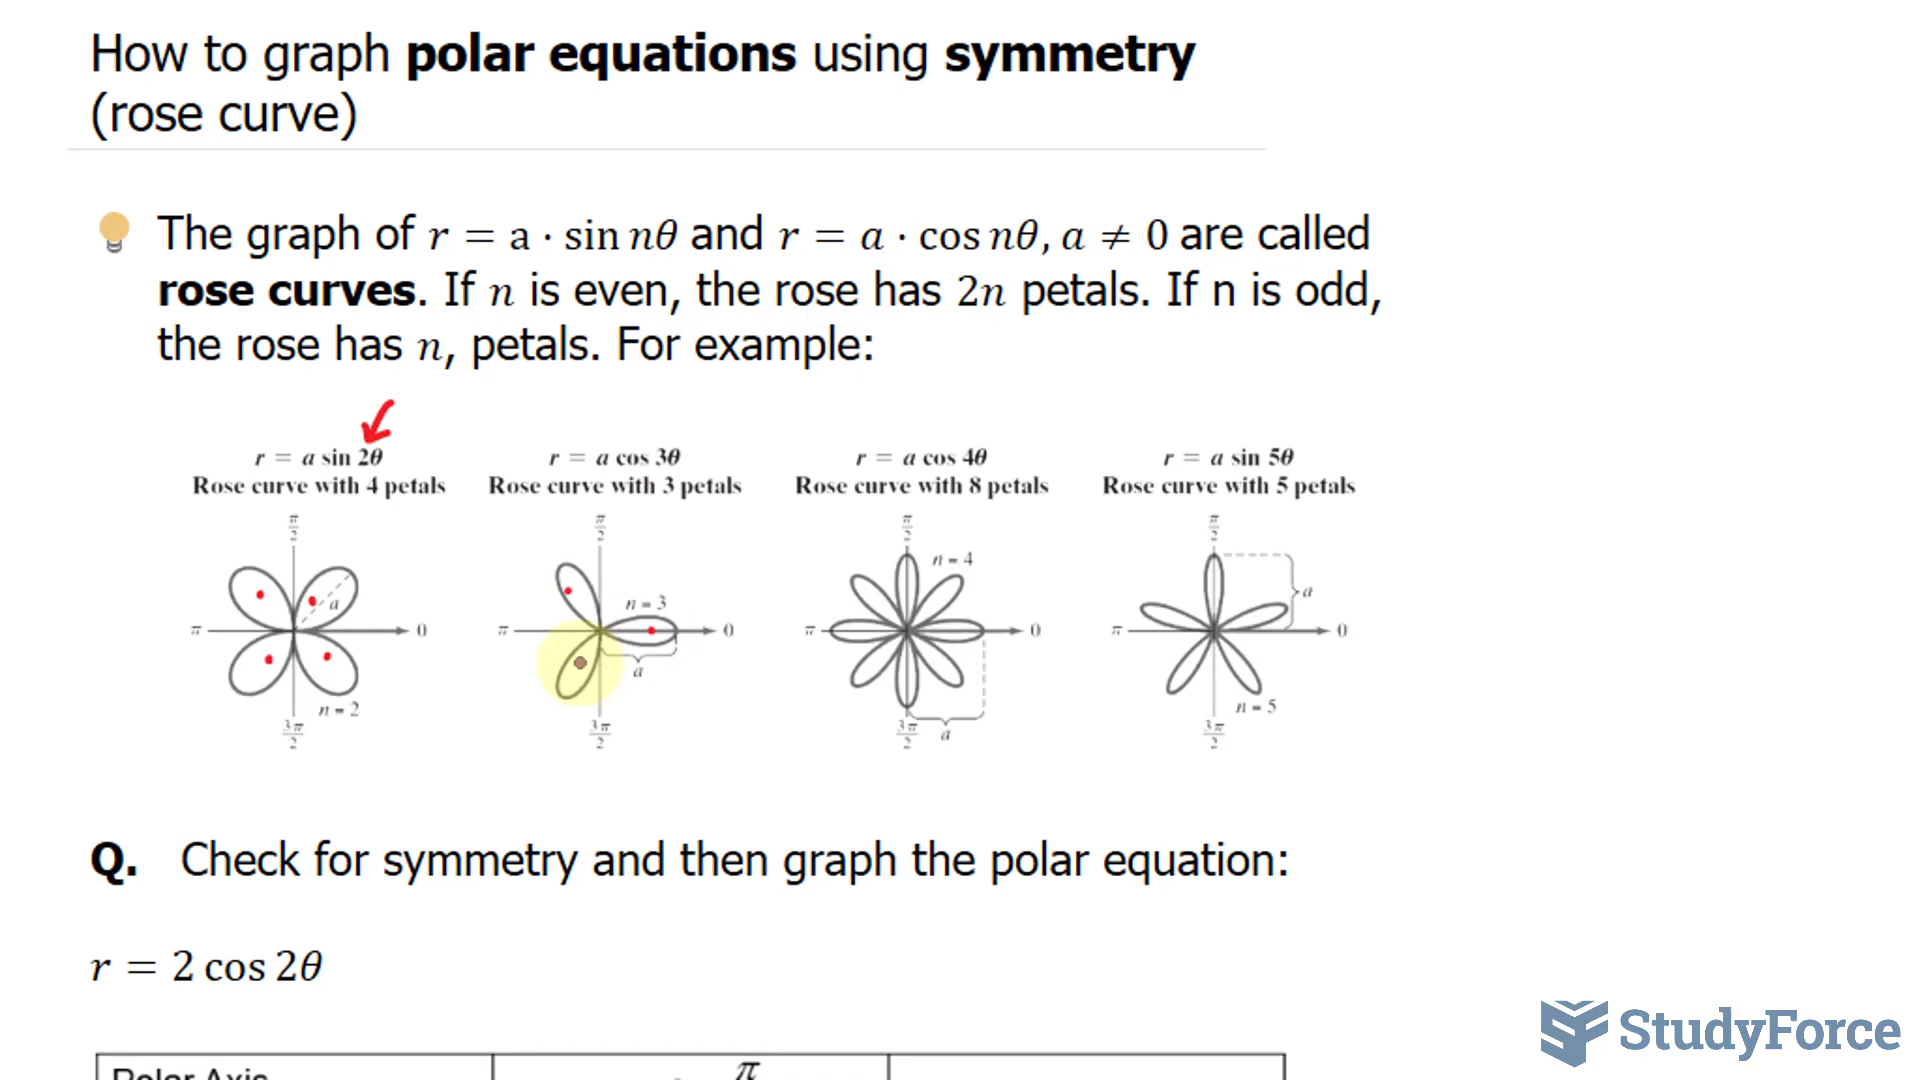 How to graph polar equations using symmetry
(rose curve)
The graph of r = a · sin nθ and r = a · cos nθ, a ≠ 0 are called
rose curves. If n is even, the rose has 2n petals. If n is odd,
the rose has n, petals. For example:
r = a sin 2θ
Rose curve with 4 petals
π/2
a
π
0
n = 2
3π/2
r = a cos 3θ
Rose curve with 3 petals
π/2
n = 3
π
0
a
3π/2
r = a cos 4θ
Rose curve with 8 petals
π/2
n = 4
π
0
3π/2
a
r = a sin 5θ
Rose curve with 5 petals
π/2
a
π
0
n = 5
3π/2
Q. Check for symmetry and then graph the polar equation:
r = 2 cos 2θ
Polar Axis
π
StudyForce